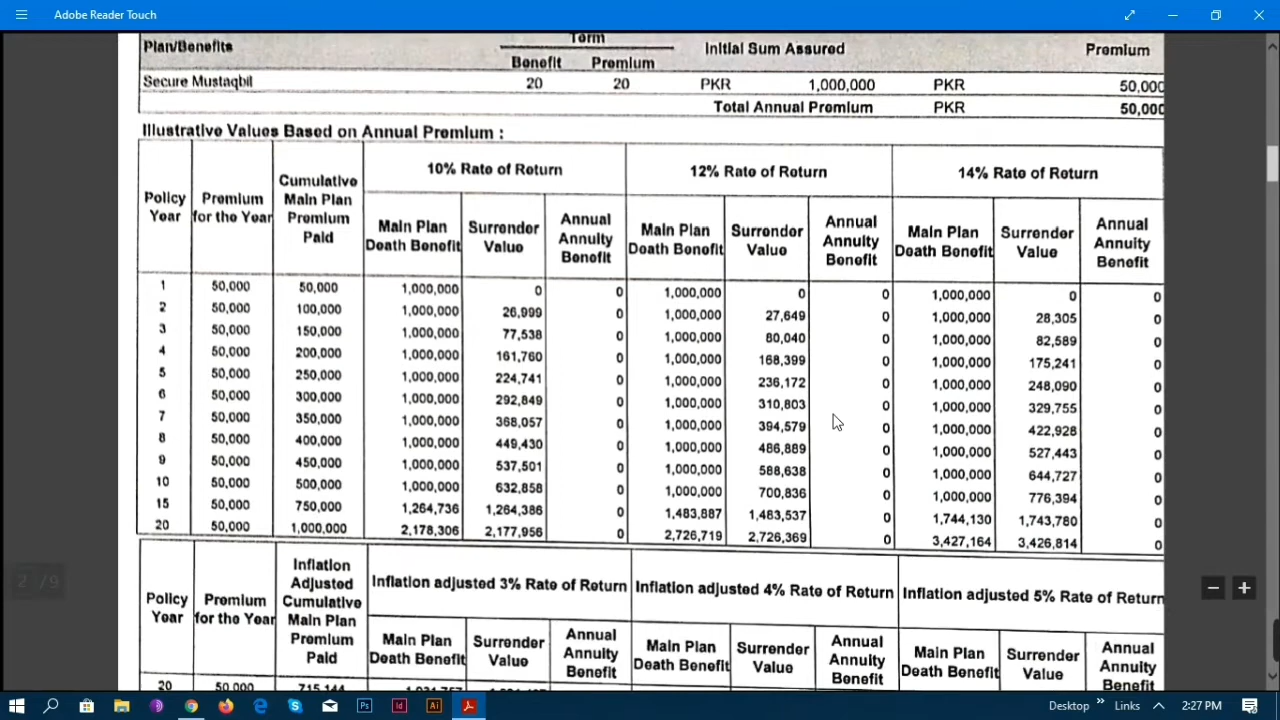 Adobe Reader Touch
Plan/Benefits Term Initial Sum Assured Premium
Benefit Premium
Secure Mustaqbil 20 20 PKR 1,000,000 PKR 50,000
Total Annual Premium PKR 50,000
Illustrative Values Based on Annual Premium :
Policy Year Premium for the Year Cumulative Main Plan Premium Paid 10% Rate of Return 12% Rate of Return 14% Rate of Return
Main Plan Death Benefit Surrender Value Annual Annuity Benefit Main Plan Death Benefit Surrender Value Annual Annuity Benefit Main Plan Death Benefit Surrender Value Annual Annuity Benefit
1 50,000 50,000 1,000,000 0 0 1,000,000 0 0 1,000,000 0 0
2 50,000 100,000 1,000,000 26,999 0 1,000,000 27,649 0 1,000,000 28,305 0
3 50,000 150,000 1,000,000 77,538 0 1,000,000 80,040 0 1,000,000 82,589 0
4 50,000 200,000 1,000,000 161,760 0 1,000,000 168,399 0 1,000,000 175,241 0
5 50,000 250,000 1,000,000 224,741 0 1,000,000 236,172 0 1,000,000 248,090 0
6 50,000 300,000 1,000,000 292,849 0 1,000,000 310,803 0 1,000,000 329,755 0
7 50,000 350,000 1,000,000 368,057 0 1,000,000 394,579 0 1,000,000 422,928 0
8 50,000 400,000 1,000,000 449,430 0 1,000,000 486,889 0 1,000,000 527,443 0
9 50,000 450,000 1,000,000 537,501 0 1,000,000 588,638 0 1,000,000 644,727 0
10 50,000 500,000 1,000,000 632,858 0 1,000,000 700,836 0 1,000,000 776,394 0
15 50,000 750,000 1,264,736 1,264,386 0 1,483,887 1,483,537 0 1,744,130 1,743,780 0
20 50,000 1,000,000 2,178,306 2,177,956 0 2,726,719 2,726,369 0 3,427,164 3,426,814 0
Policy Year Premium for the Year Inflation Adjusted Cumulative Main Plan Premium Paid Inflation adjusted 3% Rate of Return Inflation adjusted 4% Rate of Return Inflation adjusted 5% Rate of Return
Main Plan Death Benefit Surrender Value Annual Annuity Benefit Main Plan Death Benefit Surrender Value Annual Annuity Benefit Main Plan Death Benefit Surrender Value Annual Annuity Benefit
20 50,000 715,144
2 / 9
Ps Id Ai Desktop Links 2:27 PM